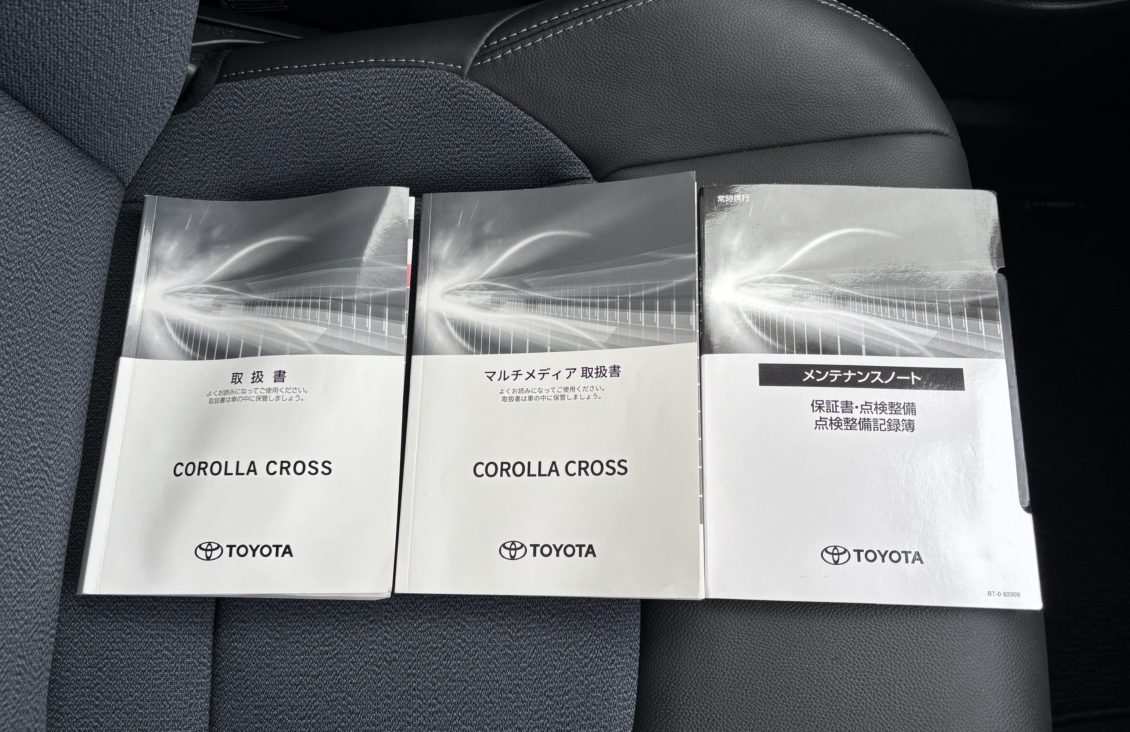 取扱書
よくお読みになってご使用ください。
取扱書は車の中に保管しましょう。
COROLLA CROSS
TOYOTA
マルチメディア取扱書
よくお読みになってご使用ください。
取扱書は車の中に保管しましょう。
COROLLA CROSS
TOYOTA
常時携行
メンテナンスノート
保証書・点検整備
点検整備記録簿
TOYOTA
BT-0 62309